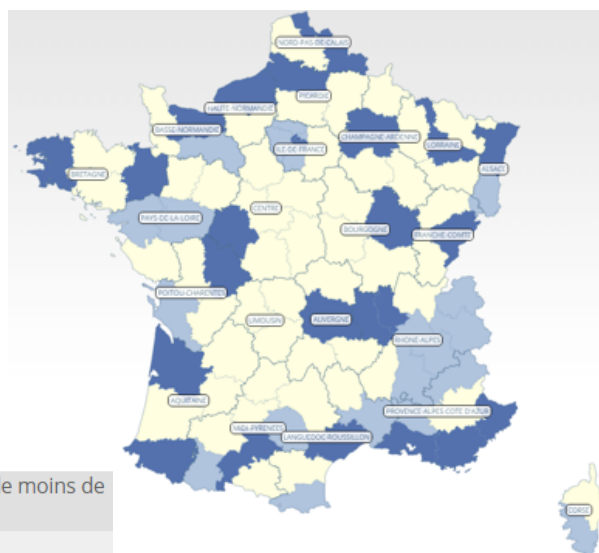 NORD-PAS-DE-CALAIS
PICARDIE
HAUTE-NORMANDIE
BASSE-NORMANDIE
CHAMPAGNE-ARDENNE
LORRAINE
ILE-DE-FRANCE
ALSACE
BRETAGNE
CENTRE
PAYS-DE-LA-LOIRE
BOURGOGNE
FRANCHE-COMTE
POITOU-CHARENTES
LIMOUSIN
AUVERGNE
RHONE-ALPES
AQUITAINE
PROVENCE-ALPES-COTE D'AZUR
MIDI-PYRENEES
LANGUEDOC-ROUSSILLON
le moins de
CORSE